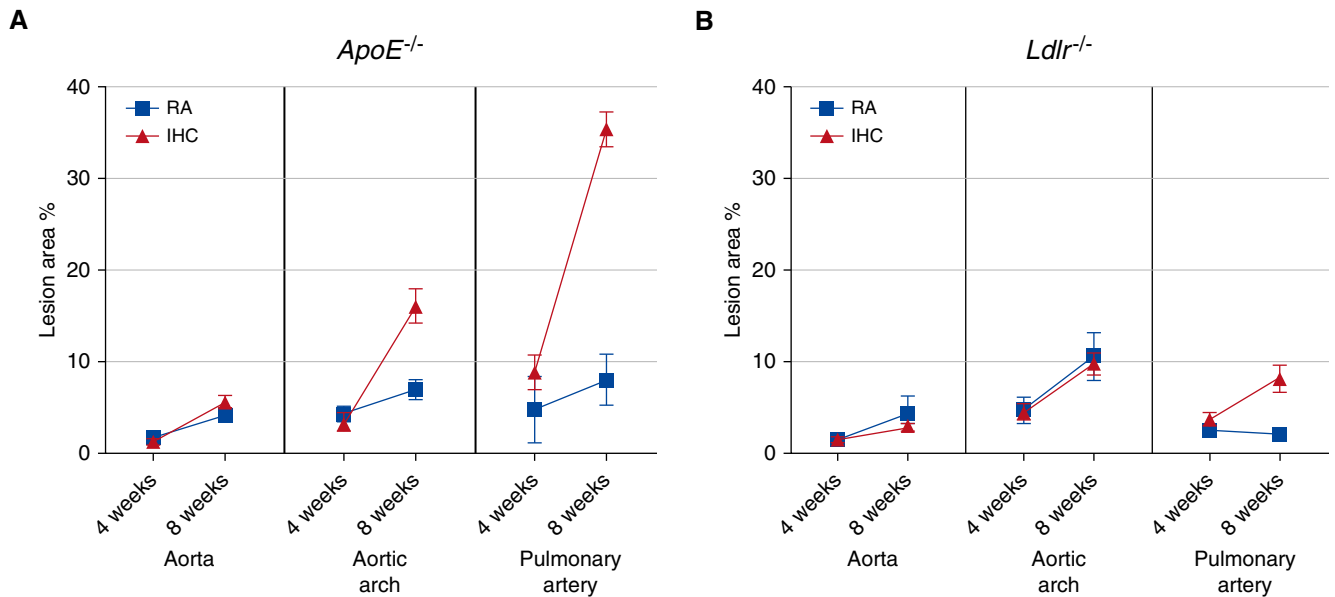 A
ApoE-/-
Lesion area %
40
30
20
10
0
RA
IHC
4 weeks
8 weeks
4 weeks
8 weeks
4 weeks
8 weeks
Aorta
Aortic
arch
Pulmonary
artery
B
Ldlr-/-
Lesion area %
40
30
20
10
0
RA
IHC
4 weeks
8 weeks
4 weeks
8 weeks
4 weeks
8 weeks
Aorta
Aortic
arch
Pulmonary
artery